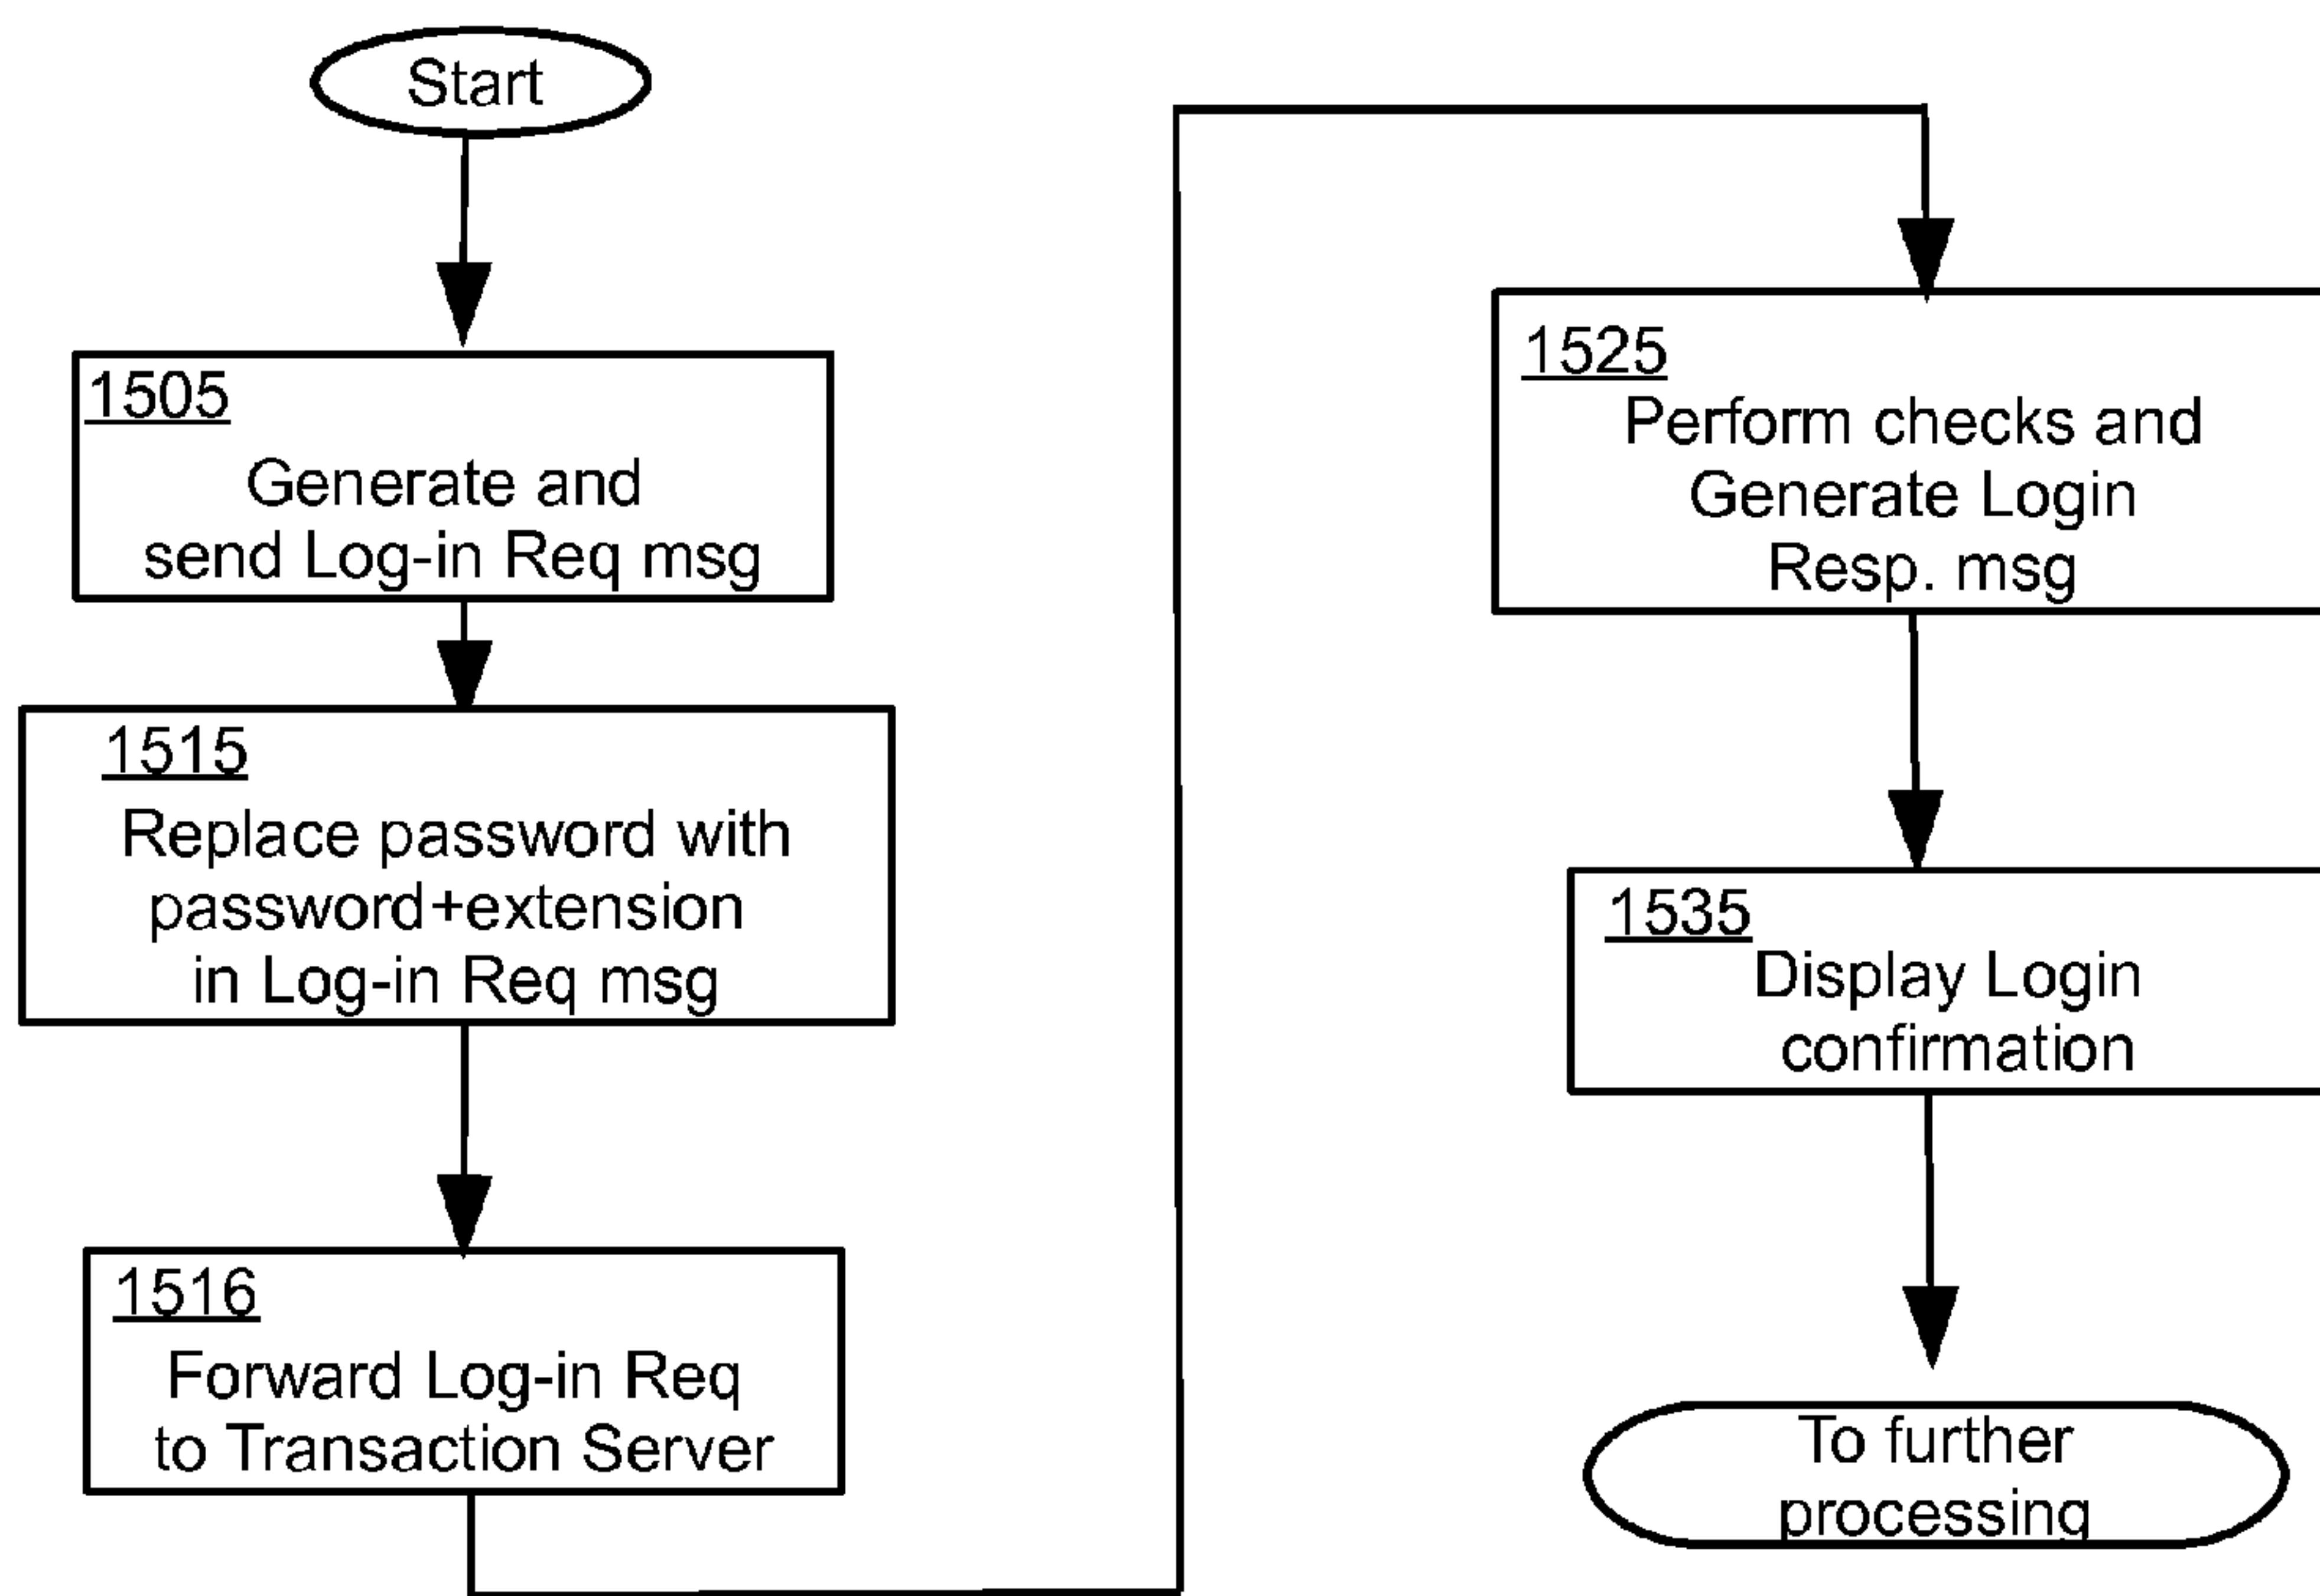 Start
1505
Generate and
send Log-in Req msg
1515
Replace password with
password+extension
in Log-in Req msg
1516
Forward Log-in Req
to Transaction Server
1525
Perform checks and
Generate Login
Resp. msg
1535
Display Login
confirmation
To further
processing